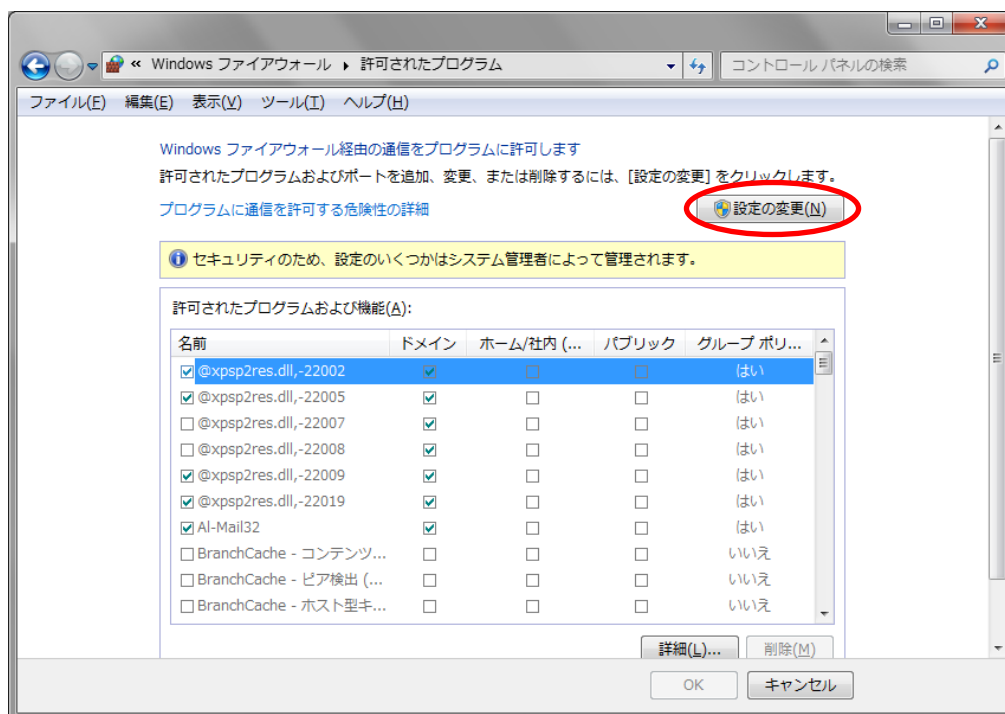 « Windows ファイアウォール ▸ 許可されたプログラム コントロール パネルの検索
ファイル(F) 編集(E) 表示(V) ツール(T) ヘルプ(H)
Windows ファイアウォール経由の通信をプログラムに許可します
許可されたプログラムおよびポートを追加、変更、または削除するには、[設定の変更] をクリックします。
プログラムに通信を許可する危険性の詳細 設定の変更(N)
セキュリティのため、設定のいくつかはシステム管理者によって管理されます。
許可されたプログラムおよび機能(A):
名前 ドメイン ホーム/社内 (... パブリック グループ ポリ...
@xpsp2res.dll,-22002 はい
@xpsp2res.dll,-22005 はい
@xpsp2res.dll,-22007 はい
@xpsp2res.dll,-22008 はい
@xpsp2res.dll,-22009 はい
@xpsp2res.dll,-22019 はい
Al-Mail32 はい
BranchCache - コンテンツ... いいえ
BranchCache - ピア検出 (... いいえ
BranchCache - ホスト型キ... いいえ
詳細(L)... 削除(M)
OK キャンセル